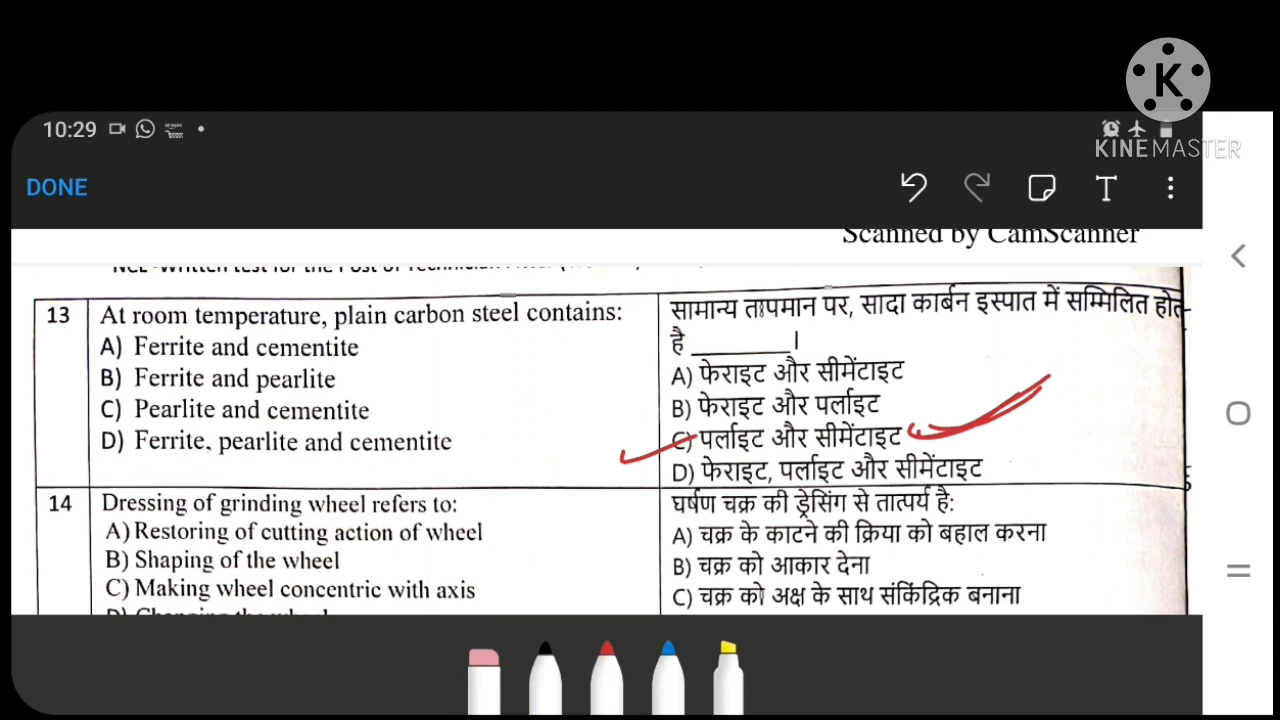 K
KINEMASTER
10:29
DONE
T
Scanned by CamScanner
13
At room temperature, plain carbon steel contains:
A) Ferrite and cementite
B) Ferrite and pearlite
C) Pearlite and cementite
D) Ferrite, pearlite and cementite
सामान्य तापमान पर, सादा कार्बन इस्पात में सम्मिलित होत
है ________।
A) फेराइट और सीमेंटाइट
B) फेराइट और पर्लाइट
C) पर्लाइट और सीमेंटाइट
D) फेराइट, पर्लाइट और सीमेंटाइट
14
Dressing of grinding wheel refers to:
A) Restoring of cutting action of wheel
B) Shaping of the wheel
C) Making wheel concentric with axis
घर्षण चक्र की ड्रेसिंग से तात्पर्य है:
A) चक्र के काटने की क्रिया को बहाल करना
B) चक्र को आकार देना
C) चक्र को अक्ष के साथ संकिंद्रिक बनाना